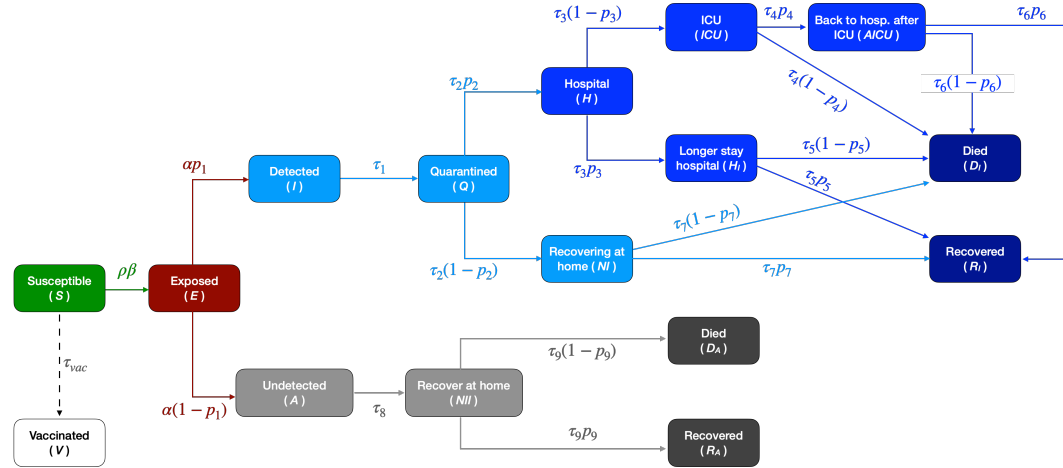 τ₃(1 − p₃)
ICU
(ICU)
τ₄p₄
Back to hosp. after
ICU (AICU)
τ₆p₆
τ₂p₂
Hospital
(H)
τ₄(1 − p₄)
τ₆(1 − p₆)
αp₁
Detected
(I)
τ₁
Quarantined
(Q)
τ₃p₃
Longer stay
hospital (Hₗ)
τ₅(1 − p₅)
Died
(Dᵢ)
τ₅p₅
τ₇(1 − p₇)
Susceptible
(S)
ρβ
Exposed
(E)
τ₂(1 − p₂)
Recovering at
home (NI)
τ₇p₇
Recovered
(Rᵢ)
τvac
α(1 − p₁)
Undetected
(A)
τ₈
Recover at home
(NII)
τ₉(1 − p₉)
Died
(D_A)
Vaccinated
(V)
τ₉p₉
Recovered
(R_A)